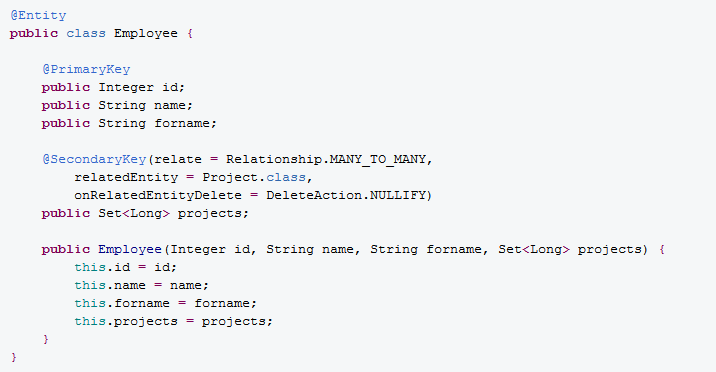 @Entity
public class Employee {
@PrimaryKey
public Integer id;
public String name;
public String forname;
@SecondaryKey(relate = Relationship.MANY_TO_MANY,
relatedEntity = Project.class,
onRelatedEntityDelete = DeleteAction.NULLIFY)
public Set<Long> projects;
public Employee(Integer id, String name, String forname, Set<Long> projects) {
this.id = id;
this.name = name;
this.forname = forname;
this.projects = projects;
}
}